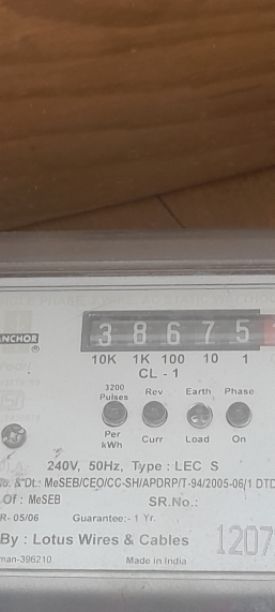 ANCHOR
®
3 8 6 7 5
10K 1K 100 10 1
CL - 1
3200 Pulses Rev Earth Phase
Per kWh Curr Load On
240V, 50Hz, Type : LEC S
MeSEB/CEO/CC-SH/APDRP/T-94/2005-06/1 DTD
Of : MeSEB SR.No.:
R- 05/06 Guarantee:- 1 Yr.
By : Lotus Wires & Cables 1207
man-396210 Made in India